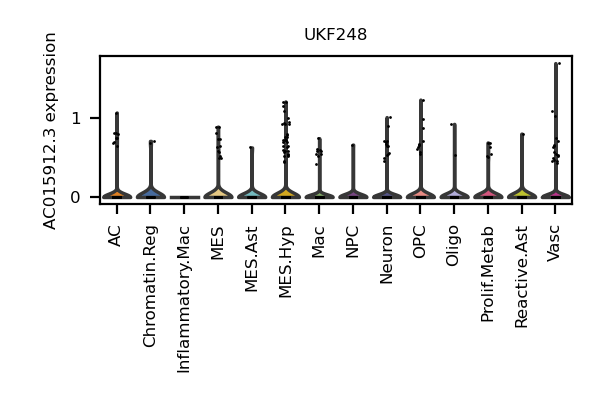 UKF248
AC015912.3 expression
1
0
AC
Chromatin.Reg
Inflammatory.Mac
MES
MES.Ast
MES.Hyp
Mac
NPC
Neuron
OPC
Oligo
Prolif.Metab
Reactive.Ast
Vasc